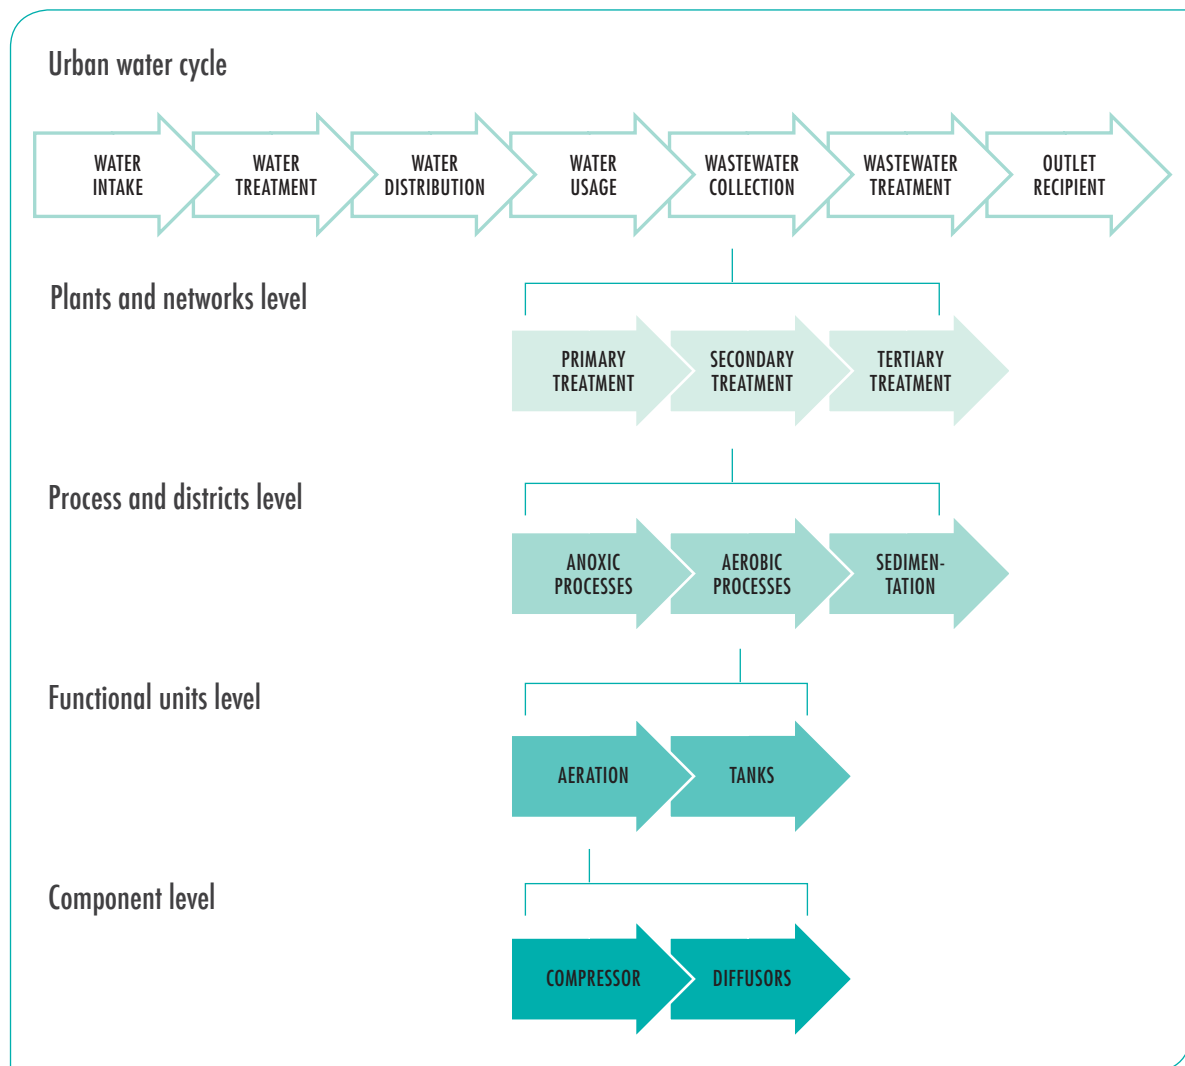 Urban water cycle
WATER
INTAKE
WATER
TREATMENT
WATER
DISTRIBUTION
WATER
USAGE
WASTEWATER
COLLECTION
WASTEWATER
TREATMENT
OUTLET
RECIPIENT
Plants and networks level
PRIMARY
TREATMENT
SECONDARY
TREATMENT
TERTIARY
TREATMENT
Process and districts level
ANOXIC
PROCESSES
AEROBIC
PROCESSES
SEDIMEN-
TATION
Functional units level
AERATION
TANKS
Component level
COMPRESSOR
DIFFUSORS